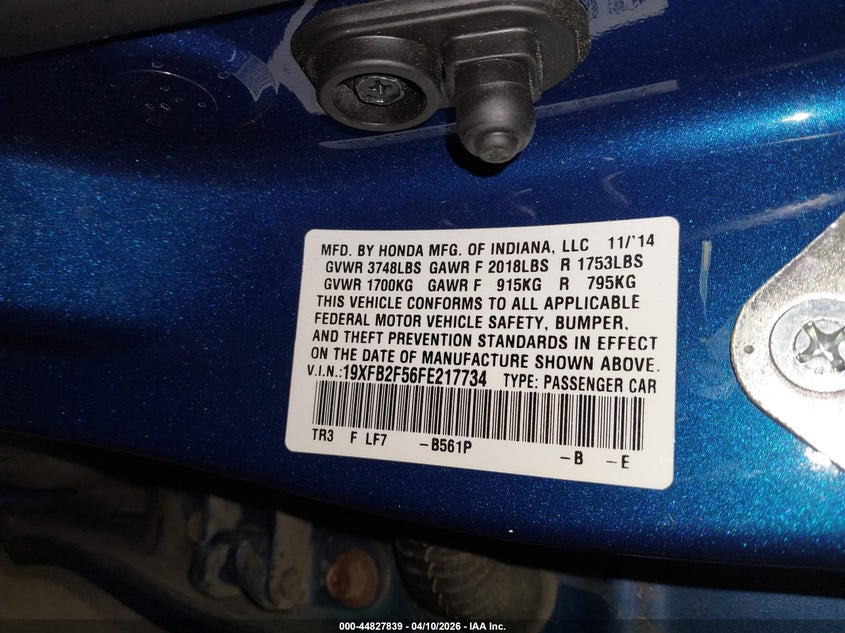 MFD. BY HONDA MFG. OF INDIANA, LLC 11/'14
GVWR 3748LBS GAWR F 2018LBS R 1753LBS
GVWR 1700KG GAWR F 915KG R 795KG
THIS VEHICLE CONFORMS TO ALL APPLICABLE
FEDERAL MOTOR VEHICLE SAFETY, BUMPER,
AND THEFT PREVENTION STANDARDS IN EFFECT
ON THE DATE OF MANUFACTURE SHOWN ABOVE.
V.I.N.:19XFB2F56FE217734 TYPE: PASSENGER CAR
TR3 F LF7 -B561P -B -E
000-44827839 - 04/10/2026 - IAA Inc.